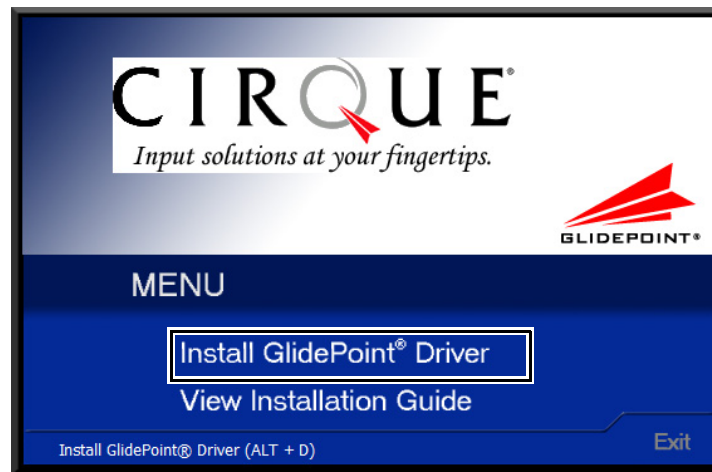 CIRQUE®
Input solutions at your fingertips.
GLIDEPOINT®
MENU
Install GlidePoint® Driver
View Installation Guide
Install GlidePoint® Driver (ALT + D)
Exit